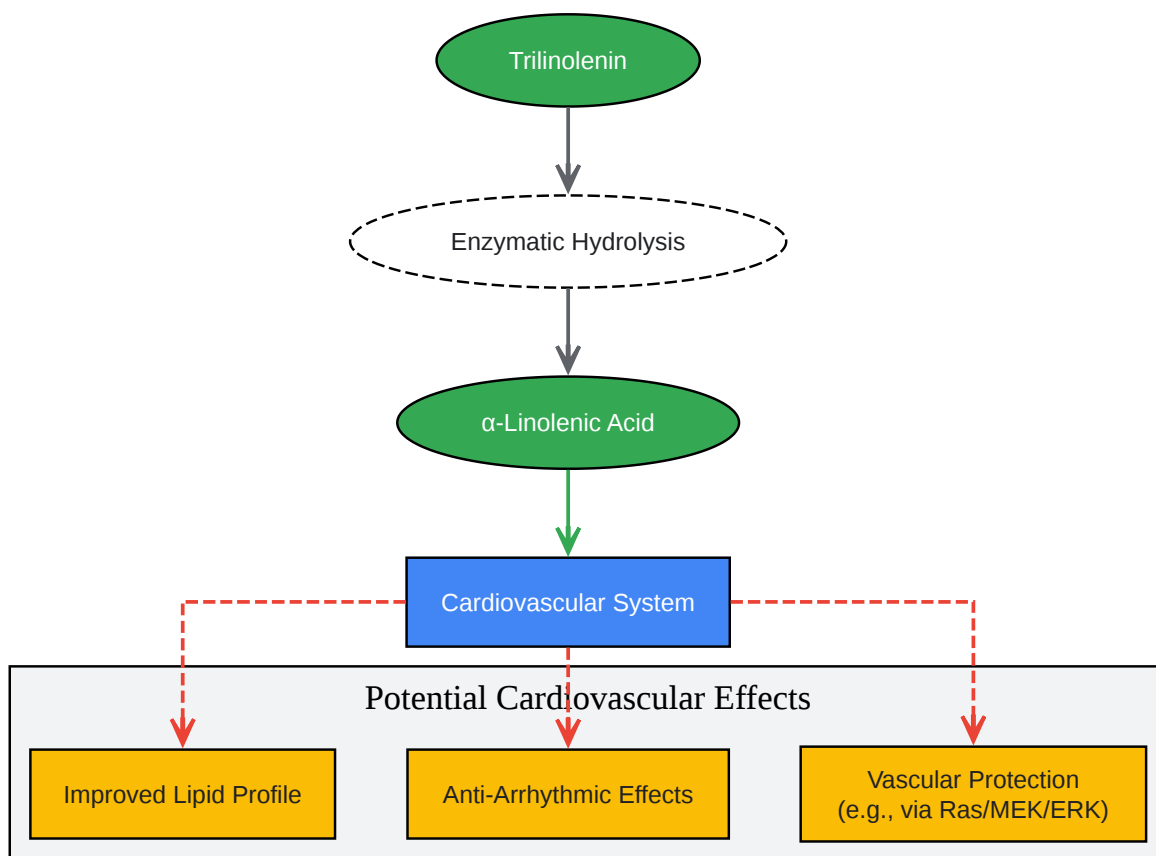 Trilinolenin
Enzymatic Hydrolysis
α-Linolenic Acid
Cardiovascular System
Potential Cardiovascular Effects
Improved Lipid Profile
Anti-Arrhythmic Effects
Vascular Protection
(e.g., via Ras/MEK/ERK)